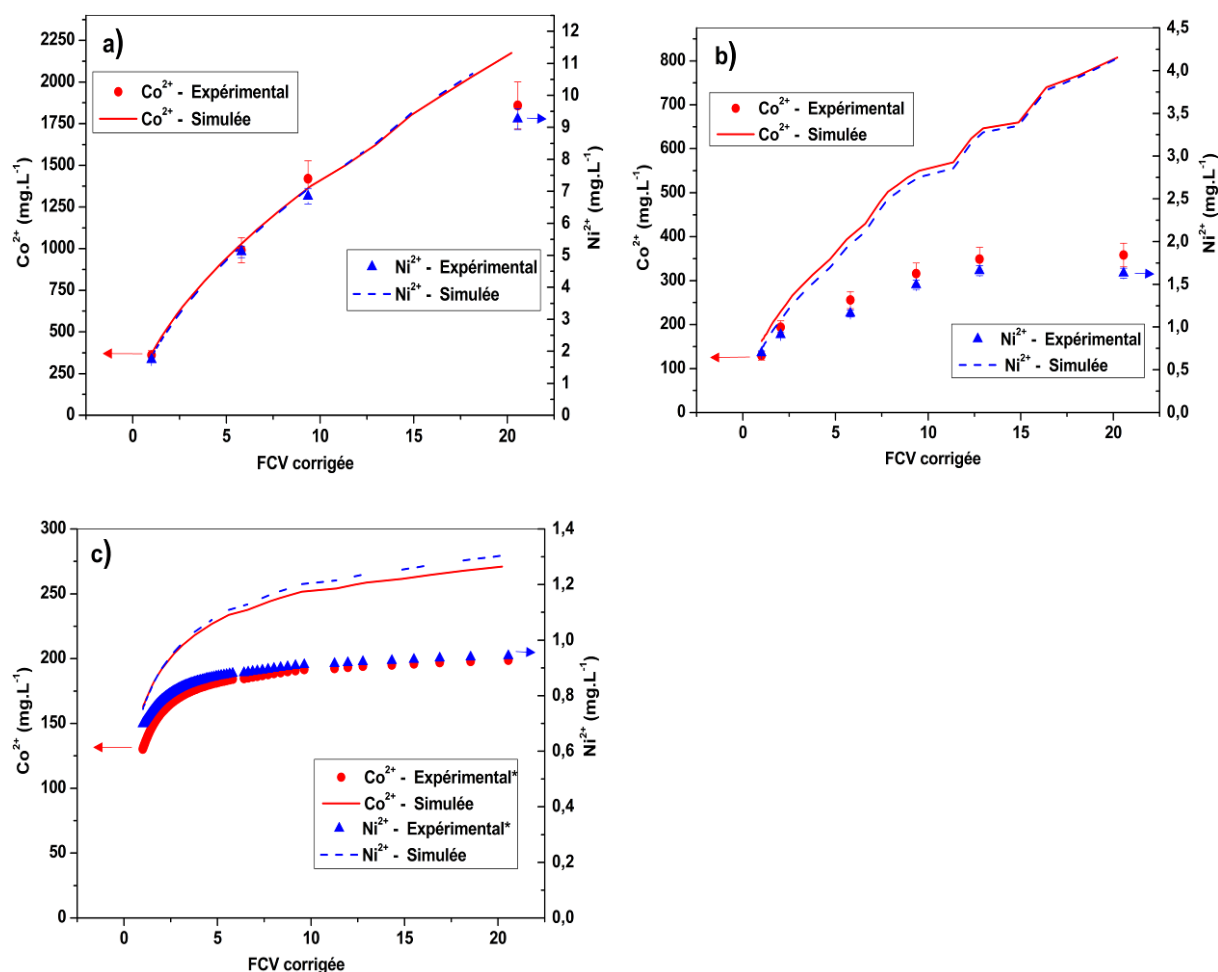 a)
Co²⁺ - Expérimental
Co²⁺ - Simulée
Ni²⁺ - Expérimental
Ni²⁺ - Simulée
Co²⁺ (mg.L⁻¹)
2250
2000
1750
1500
1250
1000
750
500
250
0
Ni²⁺ (mg.L⁻¹)
12
11
10
9
8
7
6
5
4
3
2
1
0
0 5 10 15 20
FCV corrigée
b)
Co²⁺ - Expérimental
Co²⁺ - Simulée
Ni²⁺ - Expérimental
Ni²⁺ - Simulée
Co²⁺ (mg.L⁻¹)
800
700
600
500
400
300
200
100
0
Ni²⁺ (mg.L⁻¹)
4,5
4,0
3,5
3,0
2,5
2,0
1,5
1,0
0,5
0,0
0 5 10 15 20
FCV corrigée
c)
Co²⁺ - Expérimental*
Co²⁺ - Simulée
Ni²⁺ - Expérimental*
Ni²⁺ - Simulée
Co²⁺ (mg.L⁻¹)
300
250
200
150
100
50
0
Ni²⁺ (mg.L⁻¹)
1,4
1,2
1,0
0,8
0,6
0,4
0,2
0,0
0 5 10 15 20
FCV corrigée